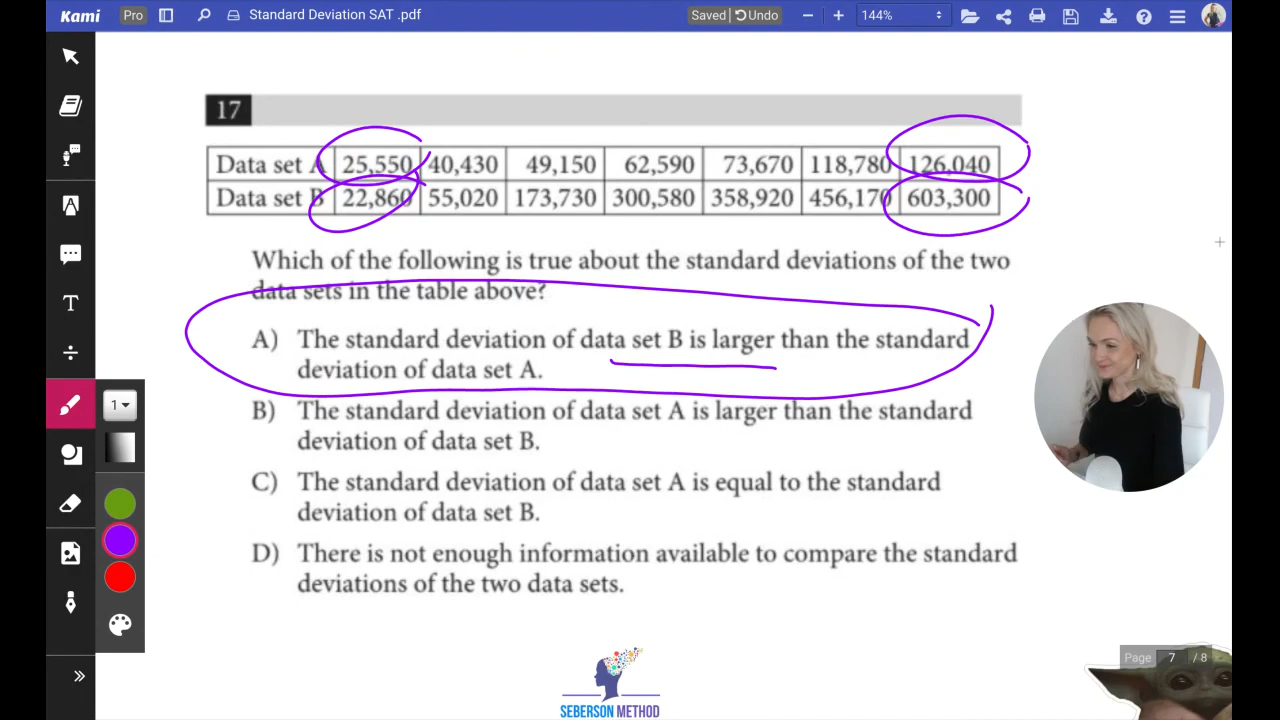 Kami Pro Standard Deviation SAT .pdf Saved Undo 144%
17
Data set A 25,550 40,430 49,150 62,590 73,670 118,780 126,040
Data set B 22,860 55,020 173,730 300,580 358,920 456,170 603,300
Which of the following is true about the standard deviations of the two
data sets in the table above?
A) The standard deviation of data set B is larger than the standard
deviation of data set A.
B) The standard deviation of data set A is larger than the standard
deviation of data set B.
C) The standard deviation of data set A is equal to the standard
deviation of data set B.
D) There is not enough information available to compare the standard
deviations of the two data sets.
T
1
Page 7 / 8
SEBERSON METHOD